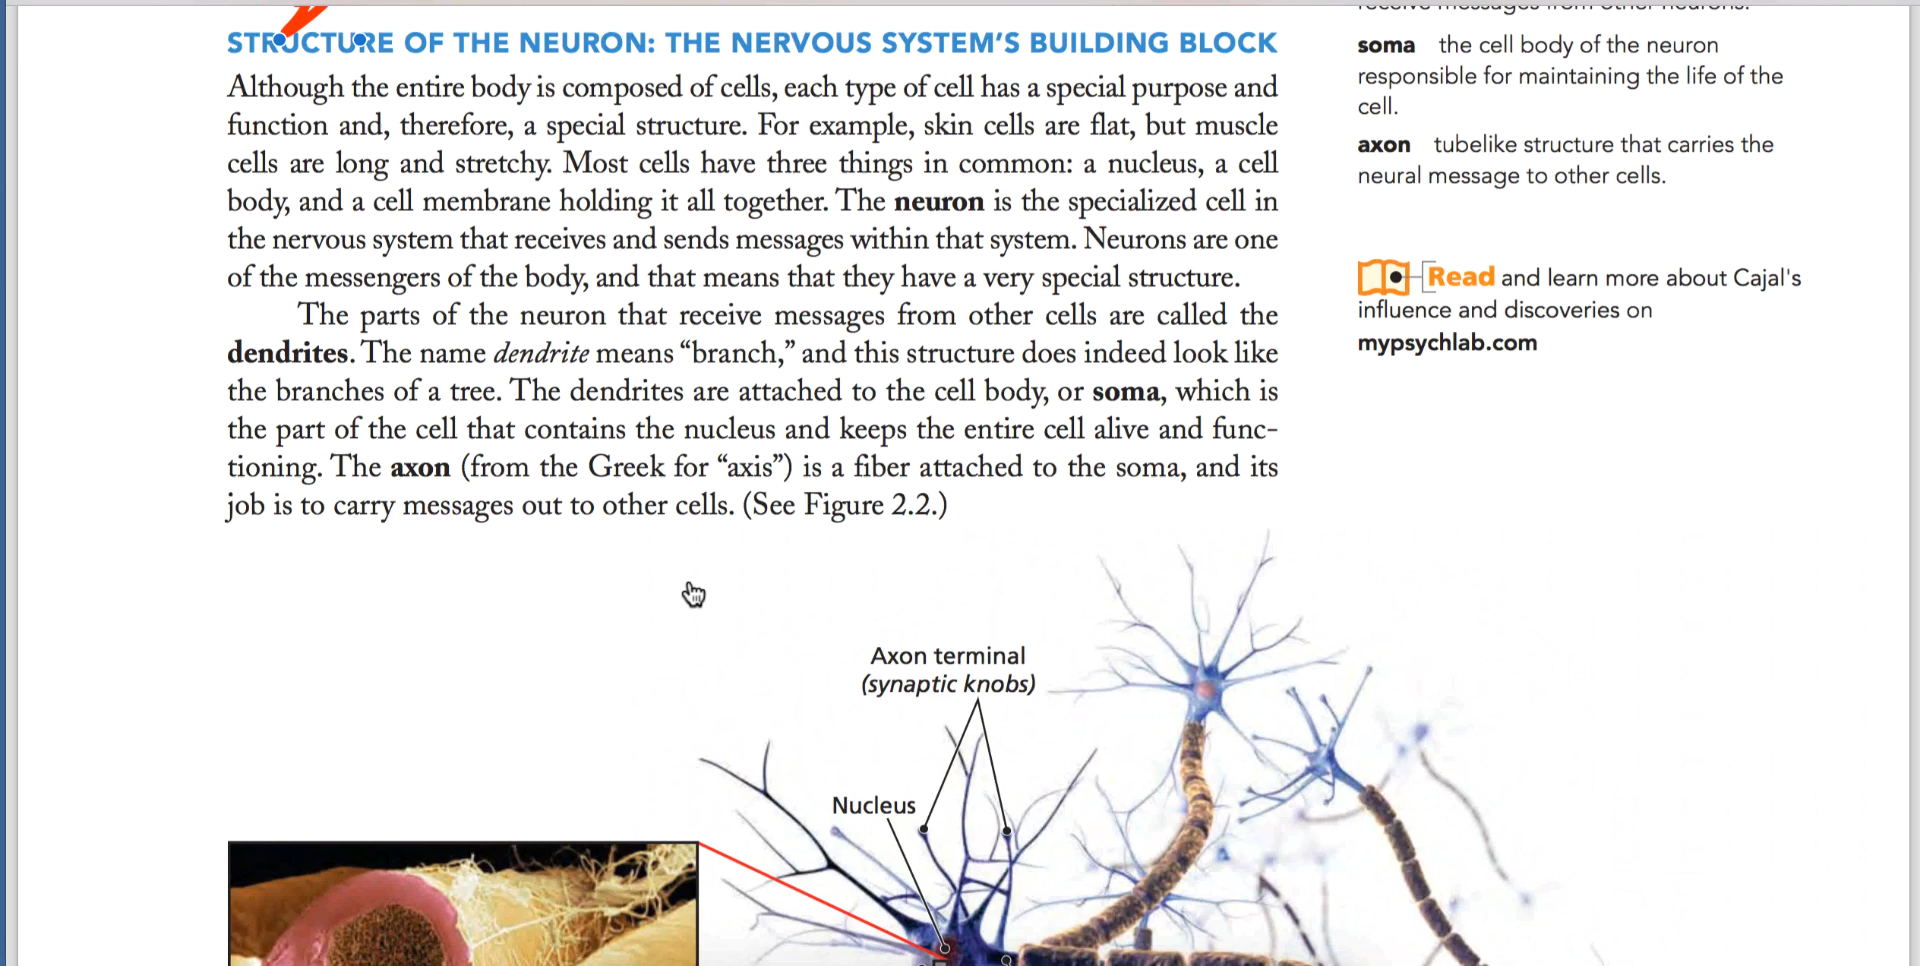 STRUCTURE OF THE NEURON: THE NERVOUS SYSTEM’S BUILDING BLOCK
Although the entire body is composed of cells, each type of cell has a special purpose and
function and, therefore, a special structure. For example, skin cells are flat, but muscle
cells are long and stretchy. Most cells have three things in common: a nucleus, a cell
body, and a cell membrane holding it all together. The neuron is the specialized cell in
the nervous system that receives and sends messages within that system. Neurons are one
of the messengers of the body, and that means that they have a very special structure.
The parts of the neuron that receive messages from other cells are called the
dendrites. The name dendrite means “branch,” and this structure does indeed look like
the branches of a tree. The dendrites are attached to the cell body, or soma, which is
the part of the cell that contains the nucleus and keeps the entire cell alive and func-
tioning. The axon (from the Greek for “axis”) is a fiber attached to the soma, and its
job is to carry messages out to other cells. (See Figure 2.2.)
receive messages from other neurons.
soma the cell body of the neuron
responsible for maintaining the life of the
cell.
axon tubelike structure that carries the
neural message to other cells.
Read and learn more about Cajal's
influence and discoveries on
mypsychlab.com
Axon terminal
(synaptic knobs)
Nucleus